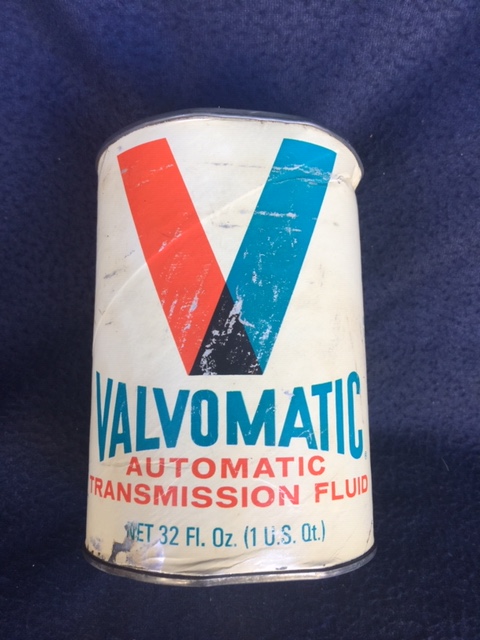 V
VALVOMATIC®
AUTOMATIC
TRANSMISSION FLUID
NET 32 Fl. Oz. (1 U.S. Qt.)